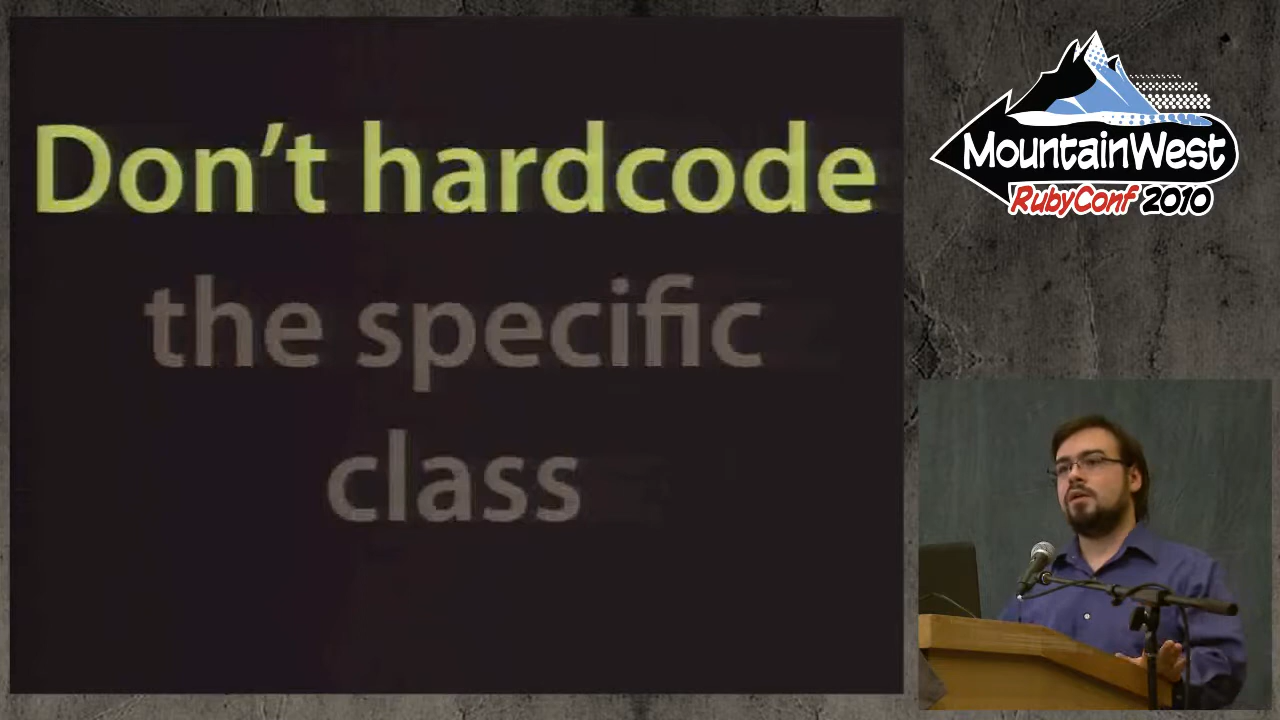 Don’t hardcode
the specific
class
MountainWest
RubyConf 2010